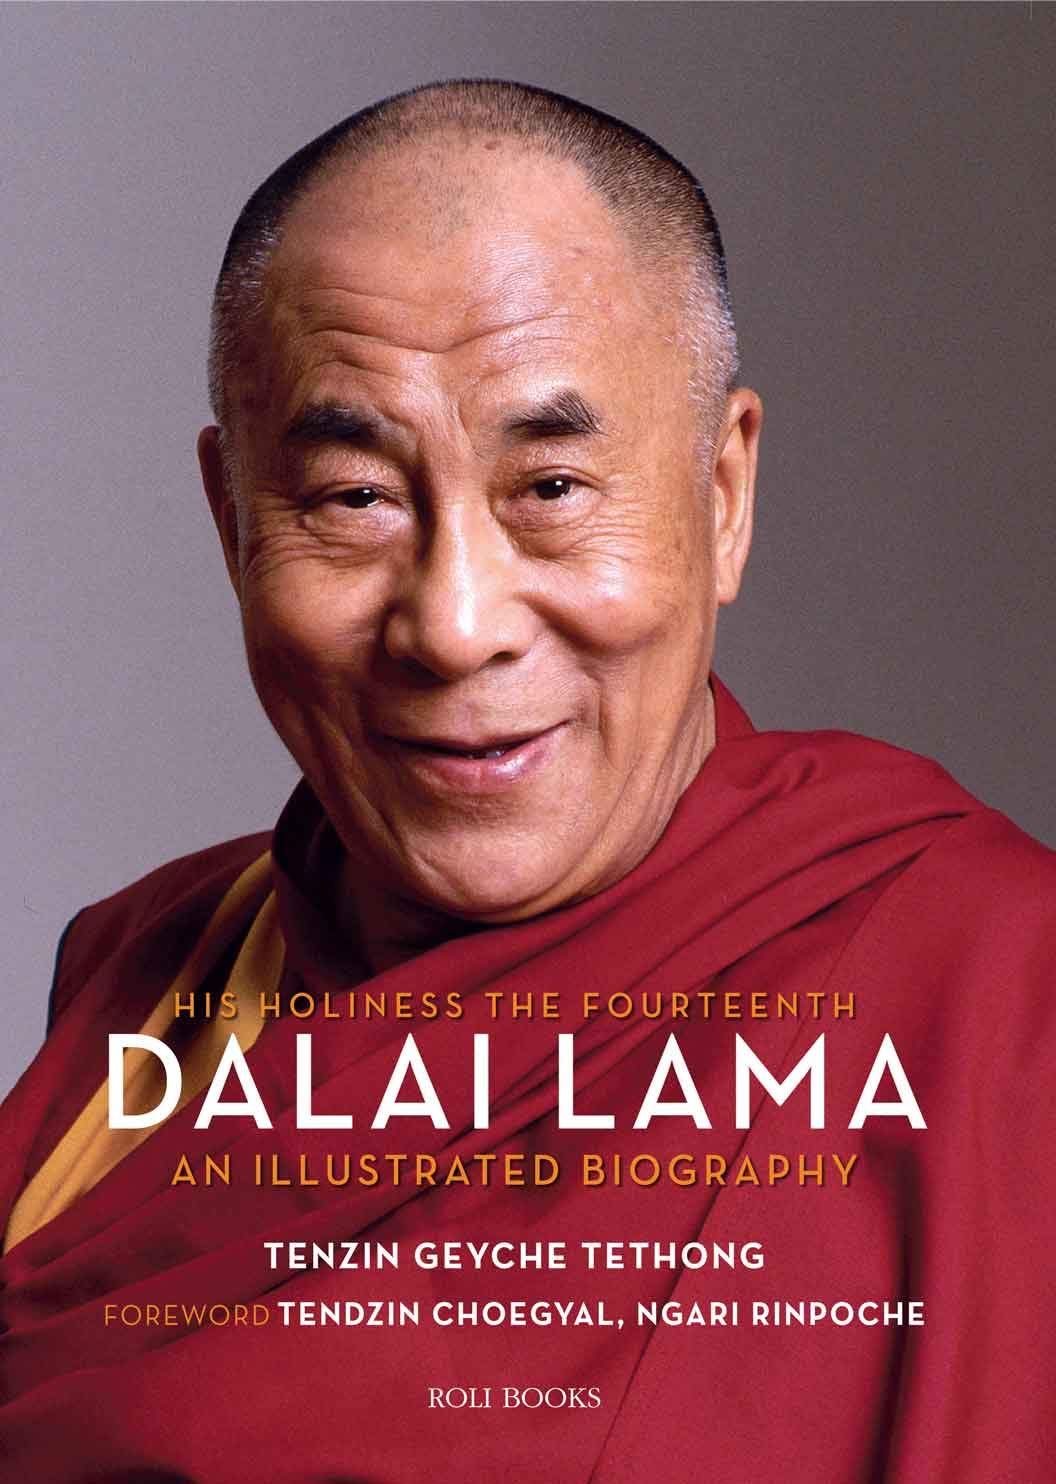 HIS HOLINESS THE FOURTEENTH
DALAI LAMA
AN ILLUSTRATED BIOGRAPHY
TENZIN GEYCHE TETHONG
FOREWORD TENDZIN CHOEGYAL, NGARI RINPOCHE
ROLI BOOKS